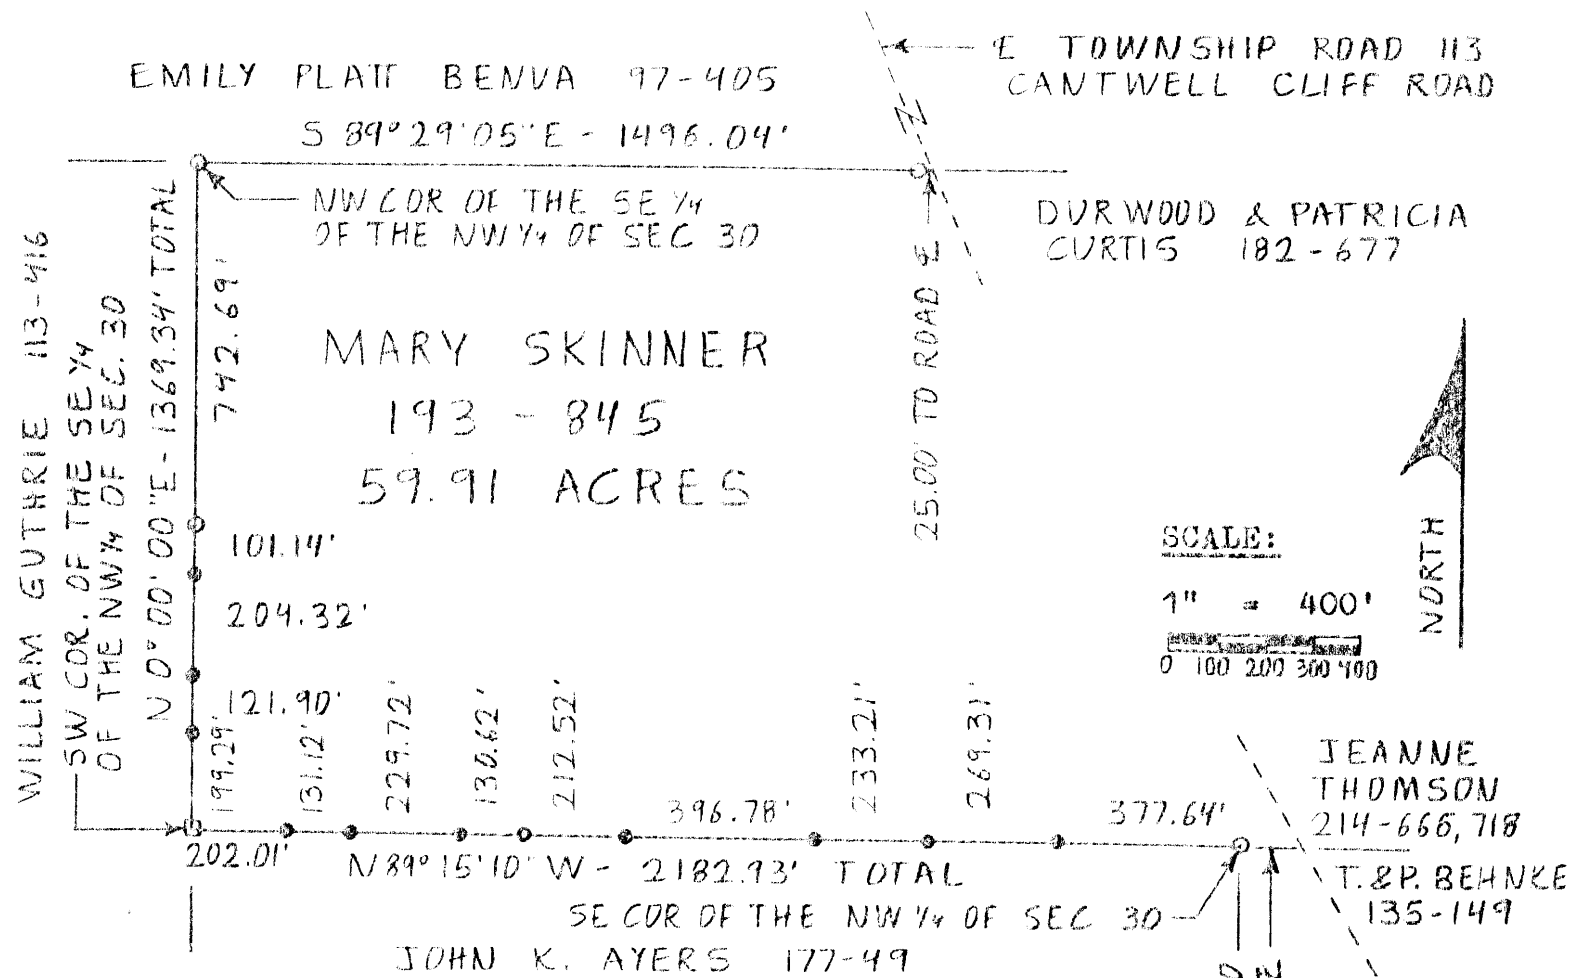 ℄ TOWNSHIP ROAD 113
CANTWELL CLIFF ROAD
EMILY PLATT BENUA 97-405
S 89°29'05"E - 1496.04'
NW COR OF THE SE 1/4
OF THE NW 1/4 OF SEC 30
DURWOOD & PATRICIA
CURTIS 182-677
WILLIAM GUTHRIE 113-416
SW COR. OF THE SE 1/4
OF THE NW 1/4 OF SEC. 30
N 0°00'00"E - 1369.34' TOTAL
742.69'
MARY SKINNER
193 - 845
59.91 ACRES
25.00' TO ROAD ℄
101.14'
204.32'
121.90'
199.29'
131.12'
229.72'
130.62'
212.52'
396.78'
233.21'
269.31'
377.64'
SCALE:
1" = 400'
0 100 200 300 400
NORTH
202.01'
N 89°15'10" W - 2182.93' TOTAL
SE COR OF THE NW 1/4 OF SEC 30
JOHN K. AYERS 177-49
JEANNE
THOMSON
214-666,718
T. & P. BEHNKE
135-149